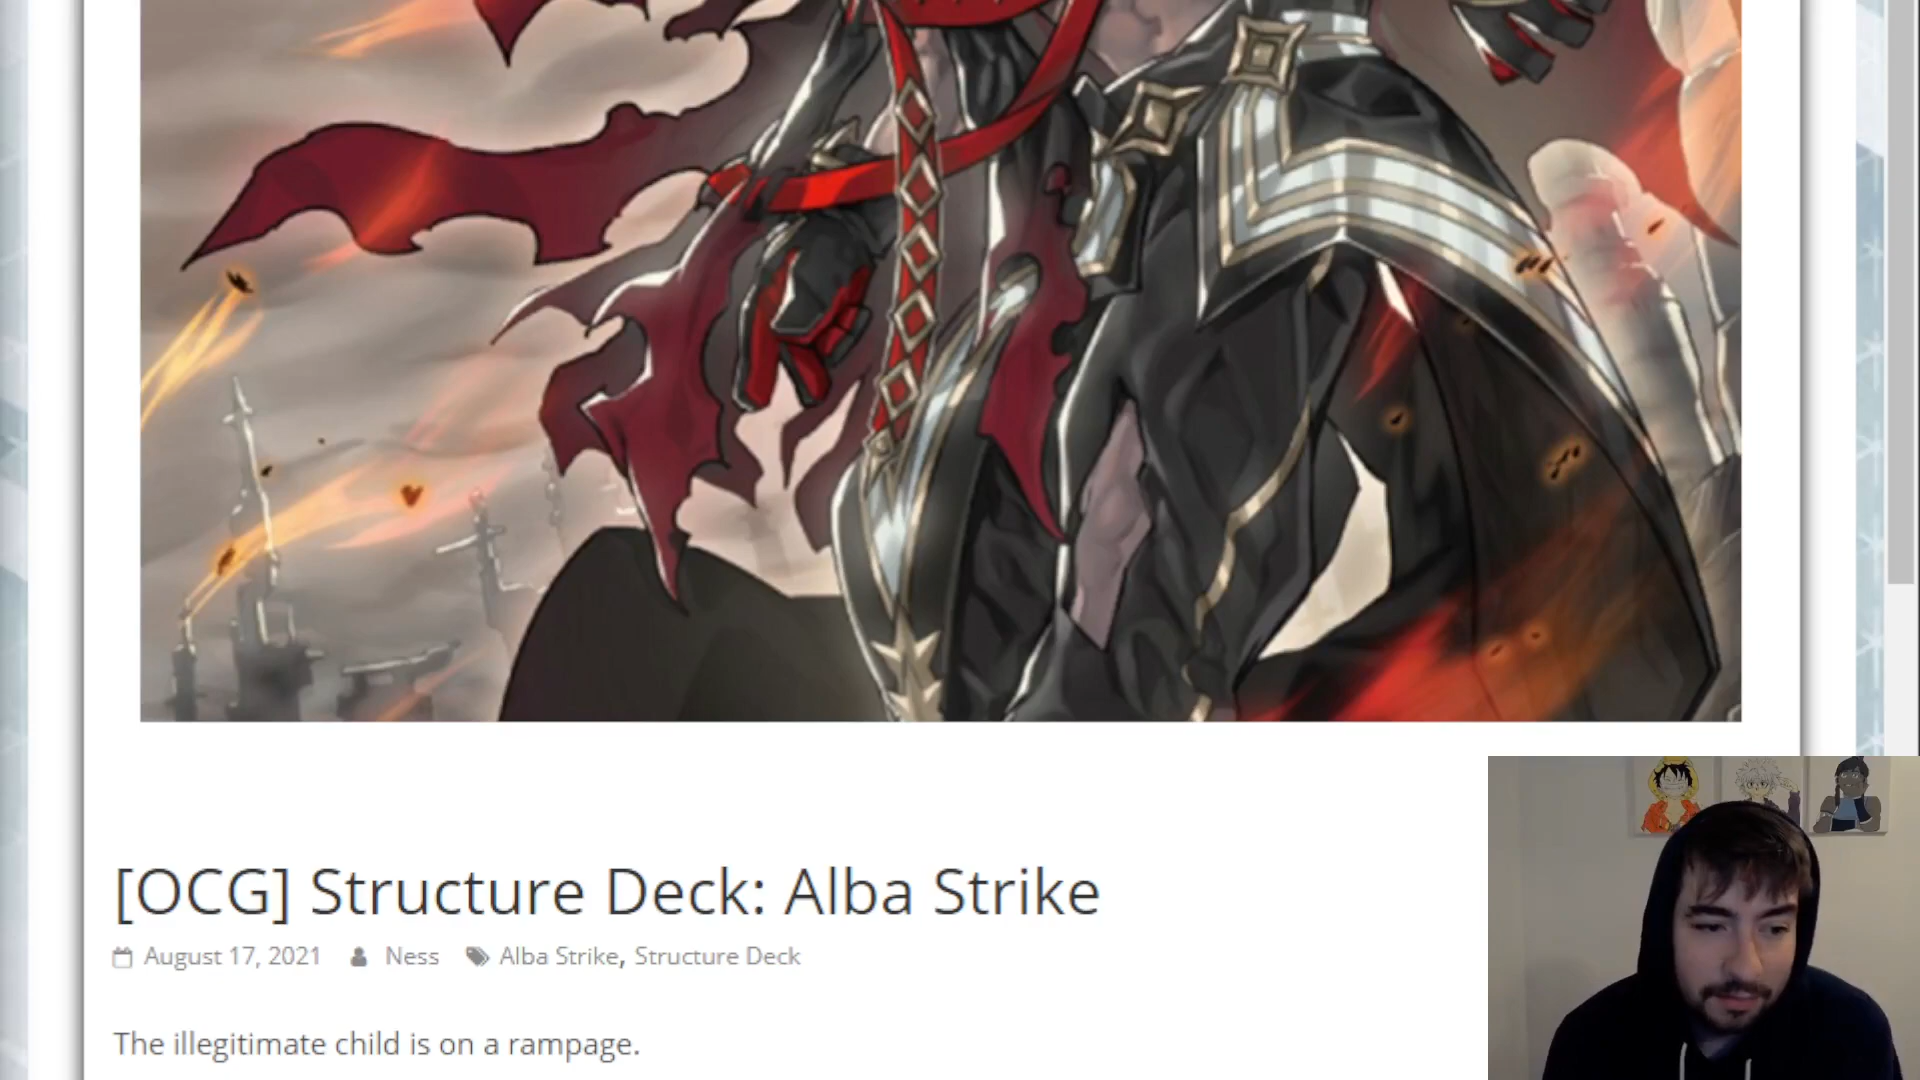 [OCG] Structure Deck: Alba Strike
August 17, 2021 Ness Alba Strike, Structure Deck
The illegitimate child is on a rampage.